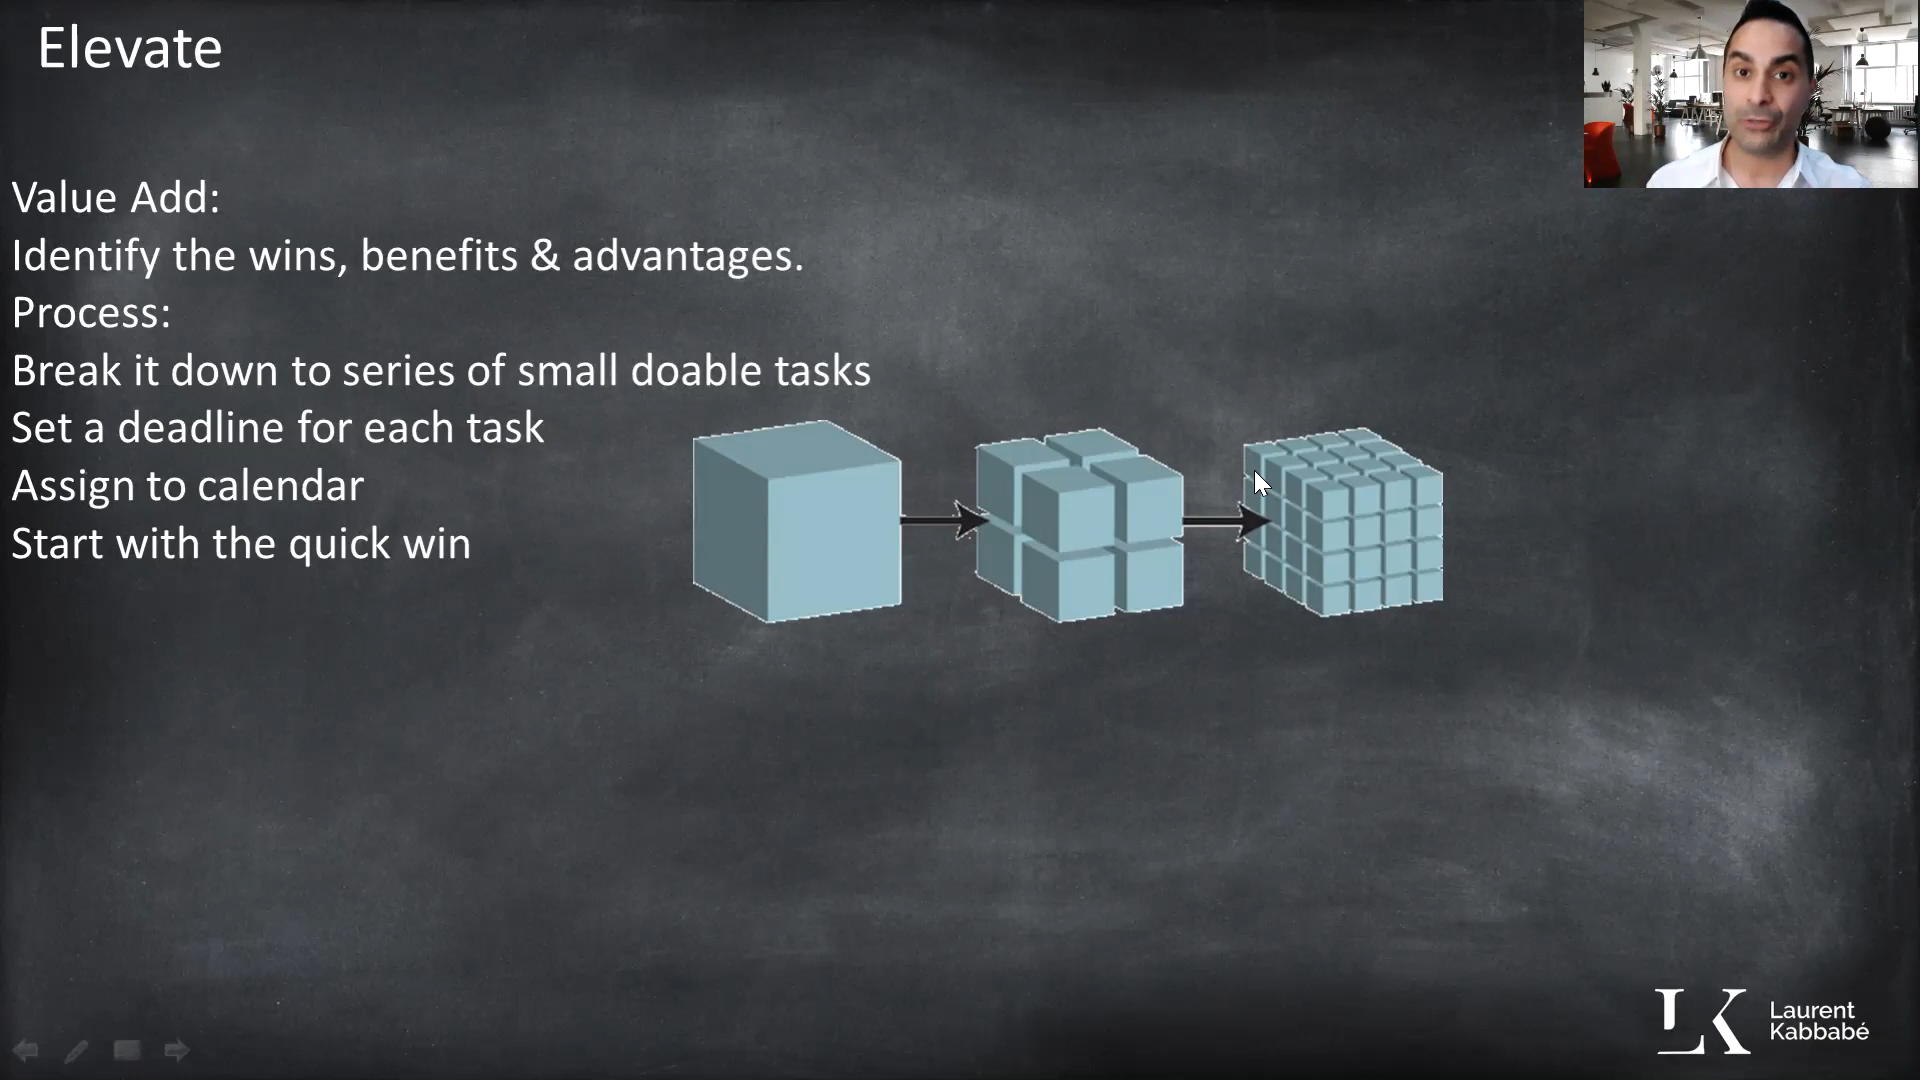 Elevate
Value Add:
Identify the wins, benefits & advantages.
Process:
Break it down to series of small doable tasks
Set a deadline for each task
Assign to calendar
Start with the quick win
LK
Laurent
Kabbabé